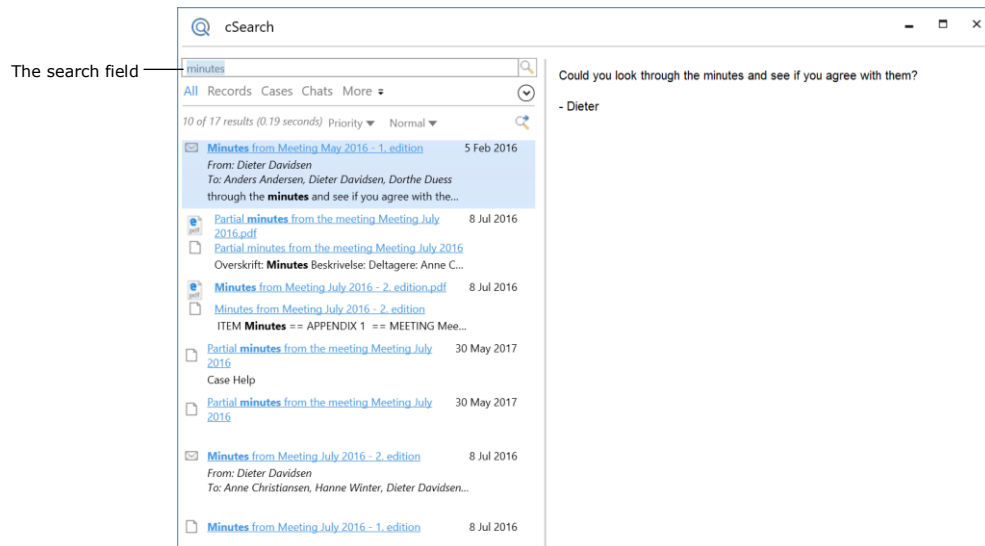 cSearch
The search field
minutes
All Records Cases Chats More
10 of 17 results (0.19 seconds) Priority Normal
Minutes from Meeting May 2016 - 1. edition 5 Feb 2016
From: Dieter Davidsen
To: Anders Andersen, Dieter Davidsen, Dorthe Duess
through the minutes and see if you agree with the...
Partial minutes from the meeting Meeting July 8 Jul 2016
2016.pdf
Partial minutes from the meeting Meeting July 2016
Overskrift: Minutes Beskrivelse: Deltagere: Anne C...
Minutes from Meeting July 2016 - 2. edition.pdf 8 Jul 2016
Minutes from Meeting July 2016 - 2. edition
ITEM Minutes == APPENDIX 1 == MEETING Mee...
Partial minutes from the meeting Meeting July 30 May 2017
2016
Case Help
Partial minutes from the meeting Meeting July 30 May 2017
2016
Minutes from Meeting July 2016 - 2. edition 8 Jul 2016
From: Dieter Davidsen
To: Anne Christiansen, Hanne Winter, Dieter Davidsen...
Minutes from Meeting July 2016 - 1. edition 8 Jul 2016
Could you look through the minutes and see if you agree with them?
- Dieter